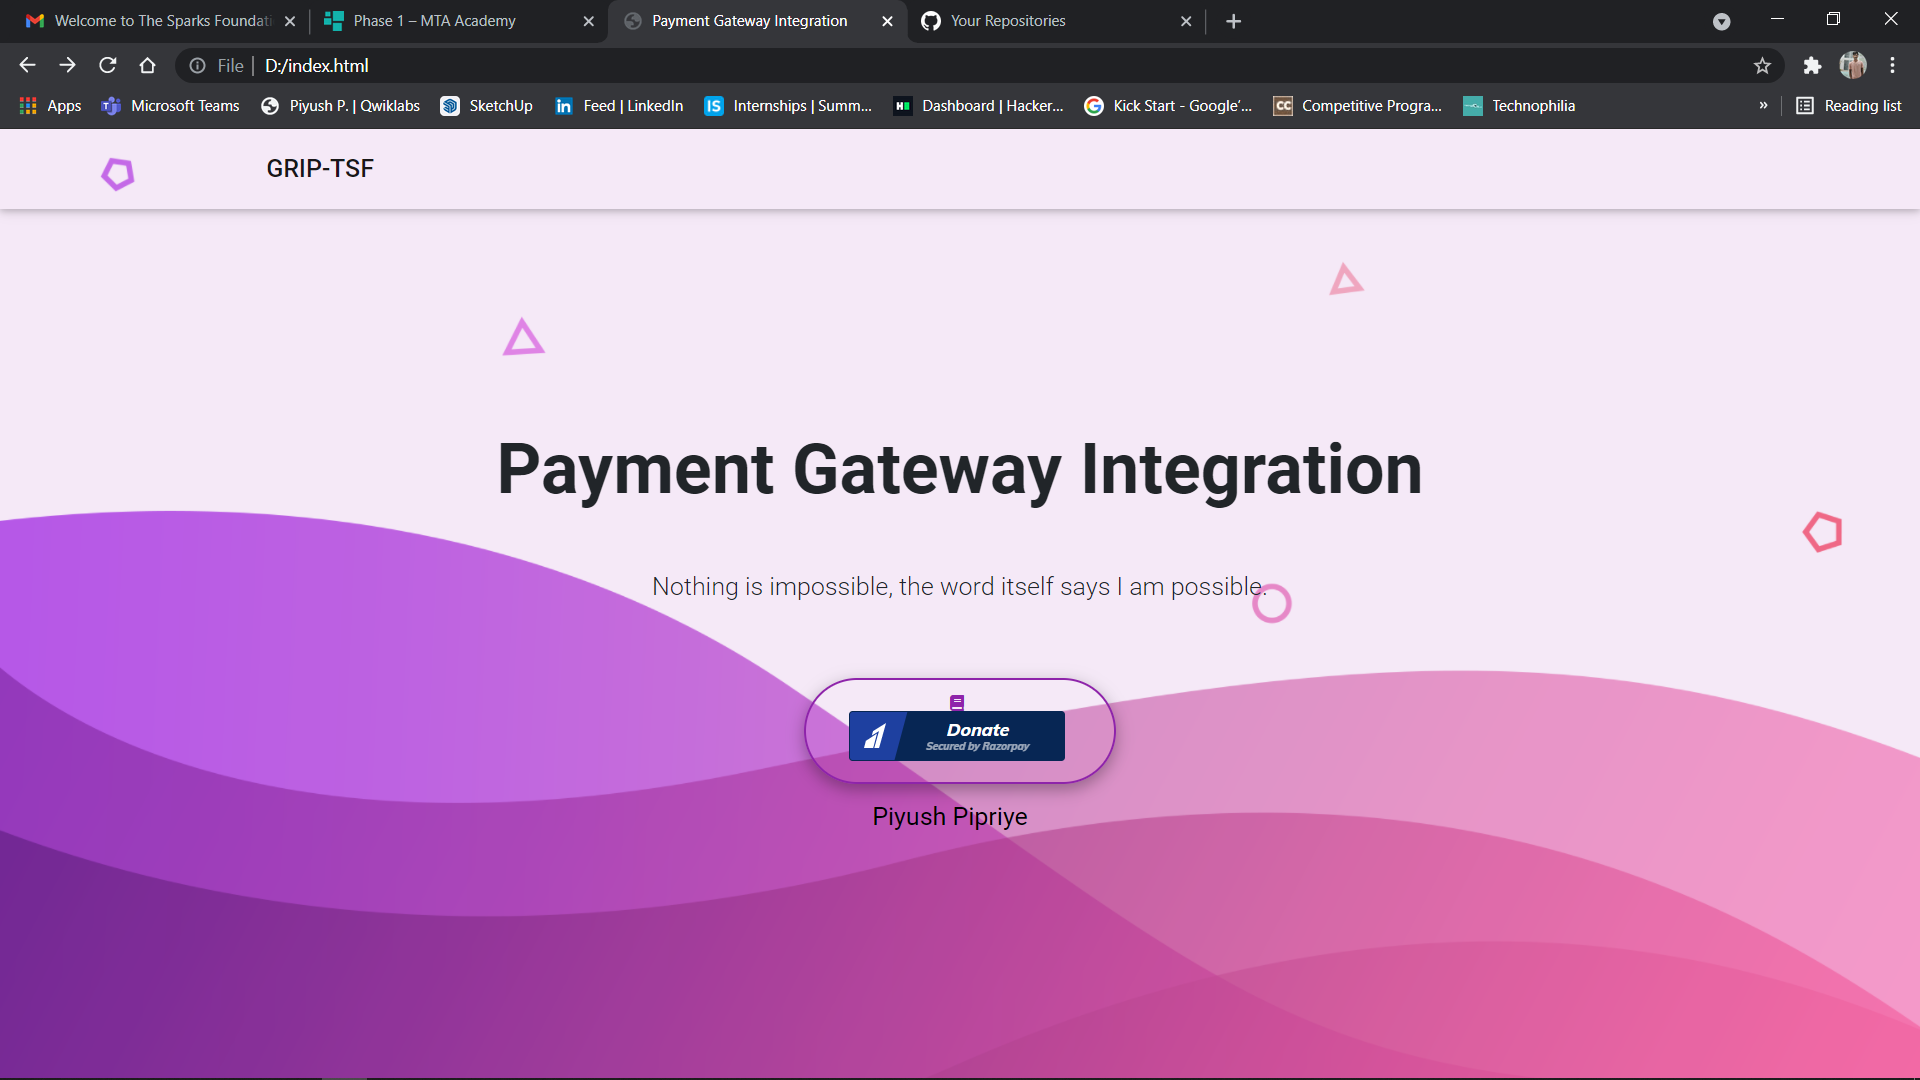 Welcome to The Sparks Foundati
Phase 1 – MTA Academy
Payment Gateway Integration
Your Repositories
File | D:/index.html
Apps
Microsoft Teams
Piyush P. | Qwiklabs
SketchUp
Feed | LinkedIn
Internships | Summ...
Dashboard | Hacker...
Kick Start - Google'...
Competitive Progra...
Technophilia
»
Reading list
GRIP-TSF
Payment Gateway Integration
Nothing is impossible, the word itself says I am possible.
Donate
Secured by Razorpay
Piyush Pipriye